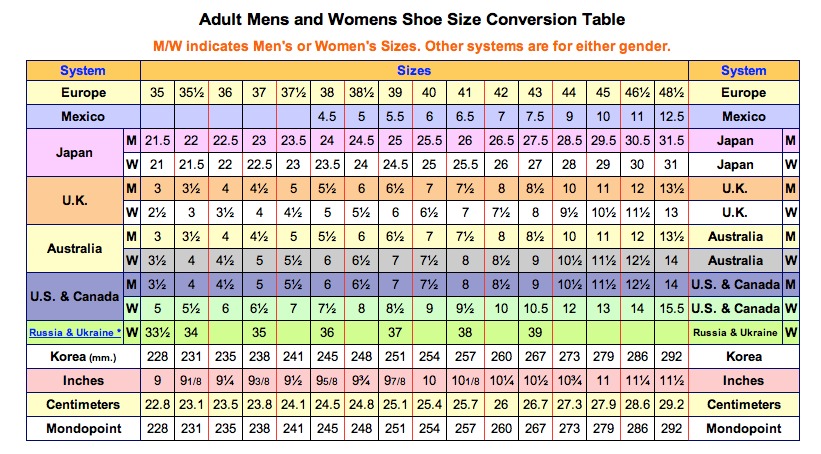 Adult Mens and Womens Shoe Size Conversion Table
M/W indicates Men's or Women's Sizes. Other systems are for either gender.
System Sizes System
Europe 35 35½ 36 37 37½ 38 38½ 39 40 41 42 43 44 45 46½ 48½ Europe
Mexico 4.5 5 5.5 6 6.5 7 7.5 9 10 11 12.5 Mexico
Japan M 21.5 22 22.5 23 23.5 24 24.5 25 25.5 26 26.5 27.5 28.5 29.5 30.5 31.5 Japan M
W 21 21.5 22 22.5 23 23.5 24 24.5 25 25.5 26 27 28 29 30 31 Japan W
U.K. M 3 3½ 4 4½ 5 5½ 6 6½ 7 7½ 8 8½ 10 11 12 13½ U.K. M
W 2½ 3 3½ 4 4½ 5 5½ 6 6½ 7 7½ 8 9½ 10½ 11½ 13 U.K. W
Australia M 3 3½ 4 4½ 5 5½ 6 6½ 7 7½ 8 8½ 10 11 12 13½ Australia M
W 3½ 4 4½ 5 5½ 6 6½ 7 7½ 8 8½ 9 10½ 11½ 12½ 14 Australia W
U.S. & Canada M 3½ 4 4½ 5 5½ 6 6½ 7 7½ 8 8½ 9 10½ 11½ 12½ 14 U.S. & Canada M
W 5 5½ 6 6½ 7 7½ 8 8½ 9 9½ 10 10.5 12 13 14 15.5 U.S. & Canada W
Russia & Ukraine * W 33½ 34 35 36 37 38 39 Russia & Ukraine W
Korea (mm.) 228 231 235 238 241 245 248 251 254 257 260 267 273 279 286 292 Korea
Inches 9 9 1/8 9¼ 9 3/8 9½ 9 5/8 9¾ 9 7/8 10 10 1/8 10¼ 10½ 10¾ 11 11¼ 11½ Inches
Centimeters 22.8 23.1 23.5 23.8 24.1 24.5 24.8 25.1 25.4 25.7 26 26.7 27.3 27.9 28.6 29.2 Centimeters
Mondopoint 228 231 235 238 241 245 248 251 254 257 260 267 273 279 286 292 Mondopoint